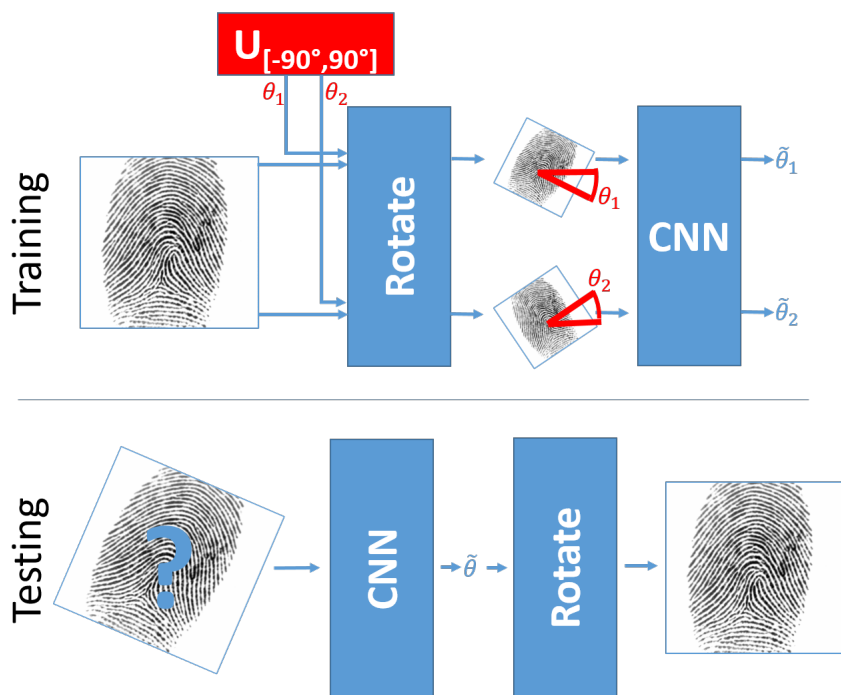 U[-90°,90°]
θ₁ θ₂
Training
Rotate
θ₁
θ₂
CNN
θ̃₁
θ̃₂
Testing
?
CNN
θ̃
Rotate